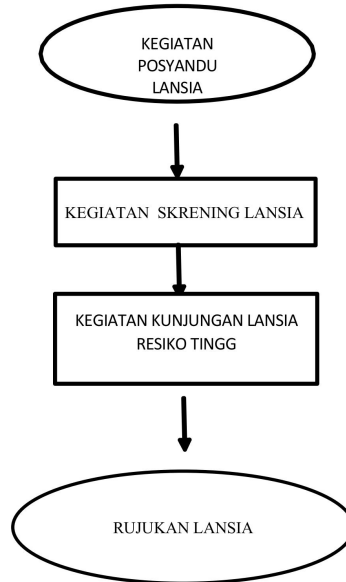 KEGIATAN
POSYANDU
LANSIA
KEGIATAN SKRENING LANSIA
KEGIATAN KUNJUNGAN LANSIA
RESIKO TINGG
RUJUKAN LANSIA